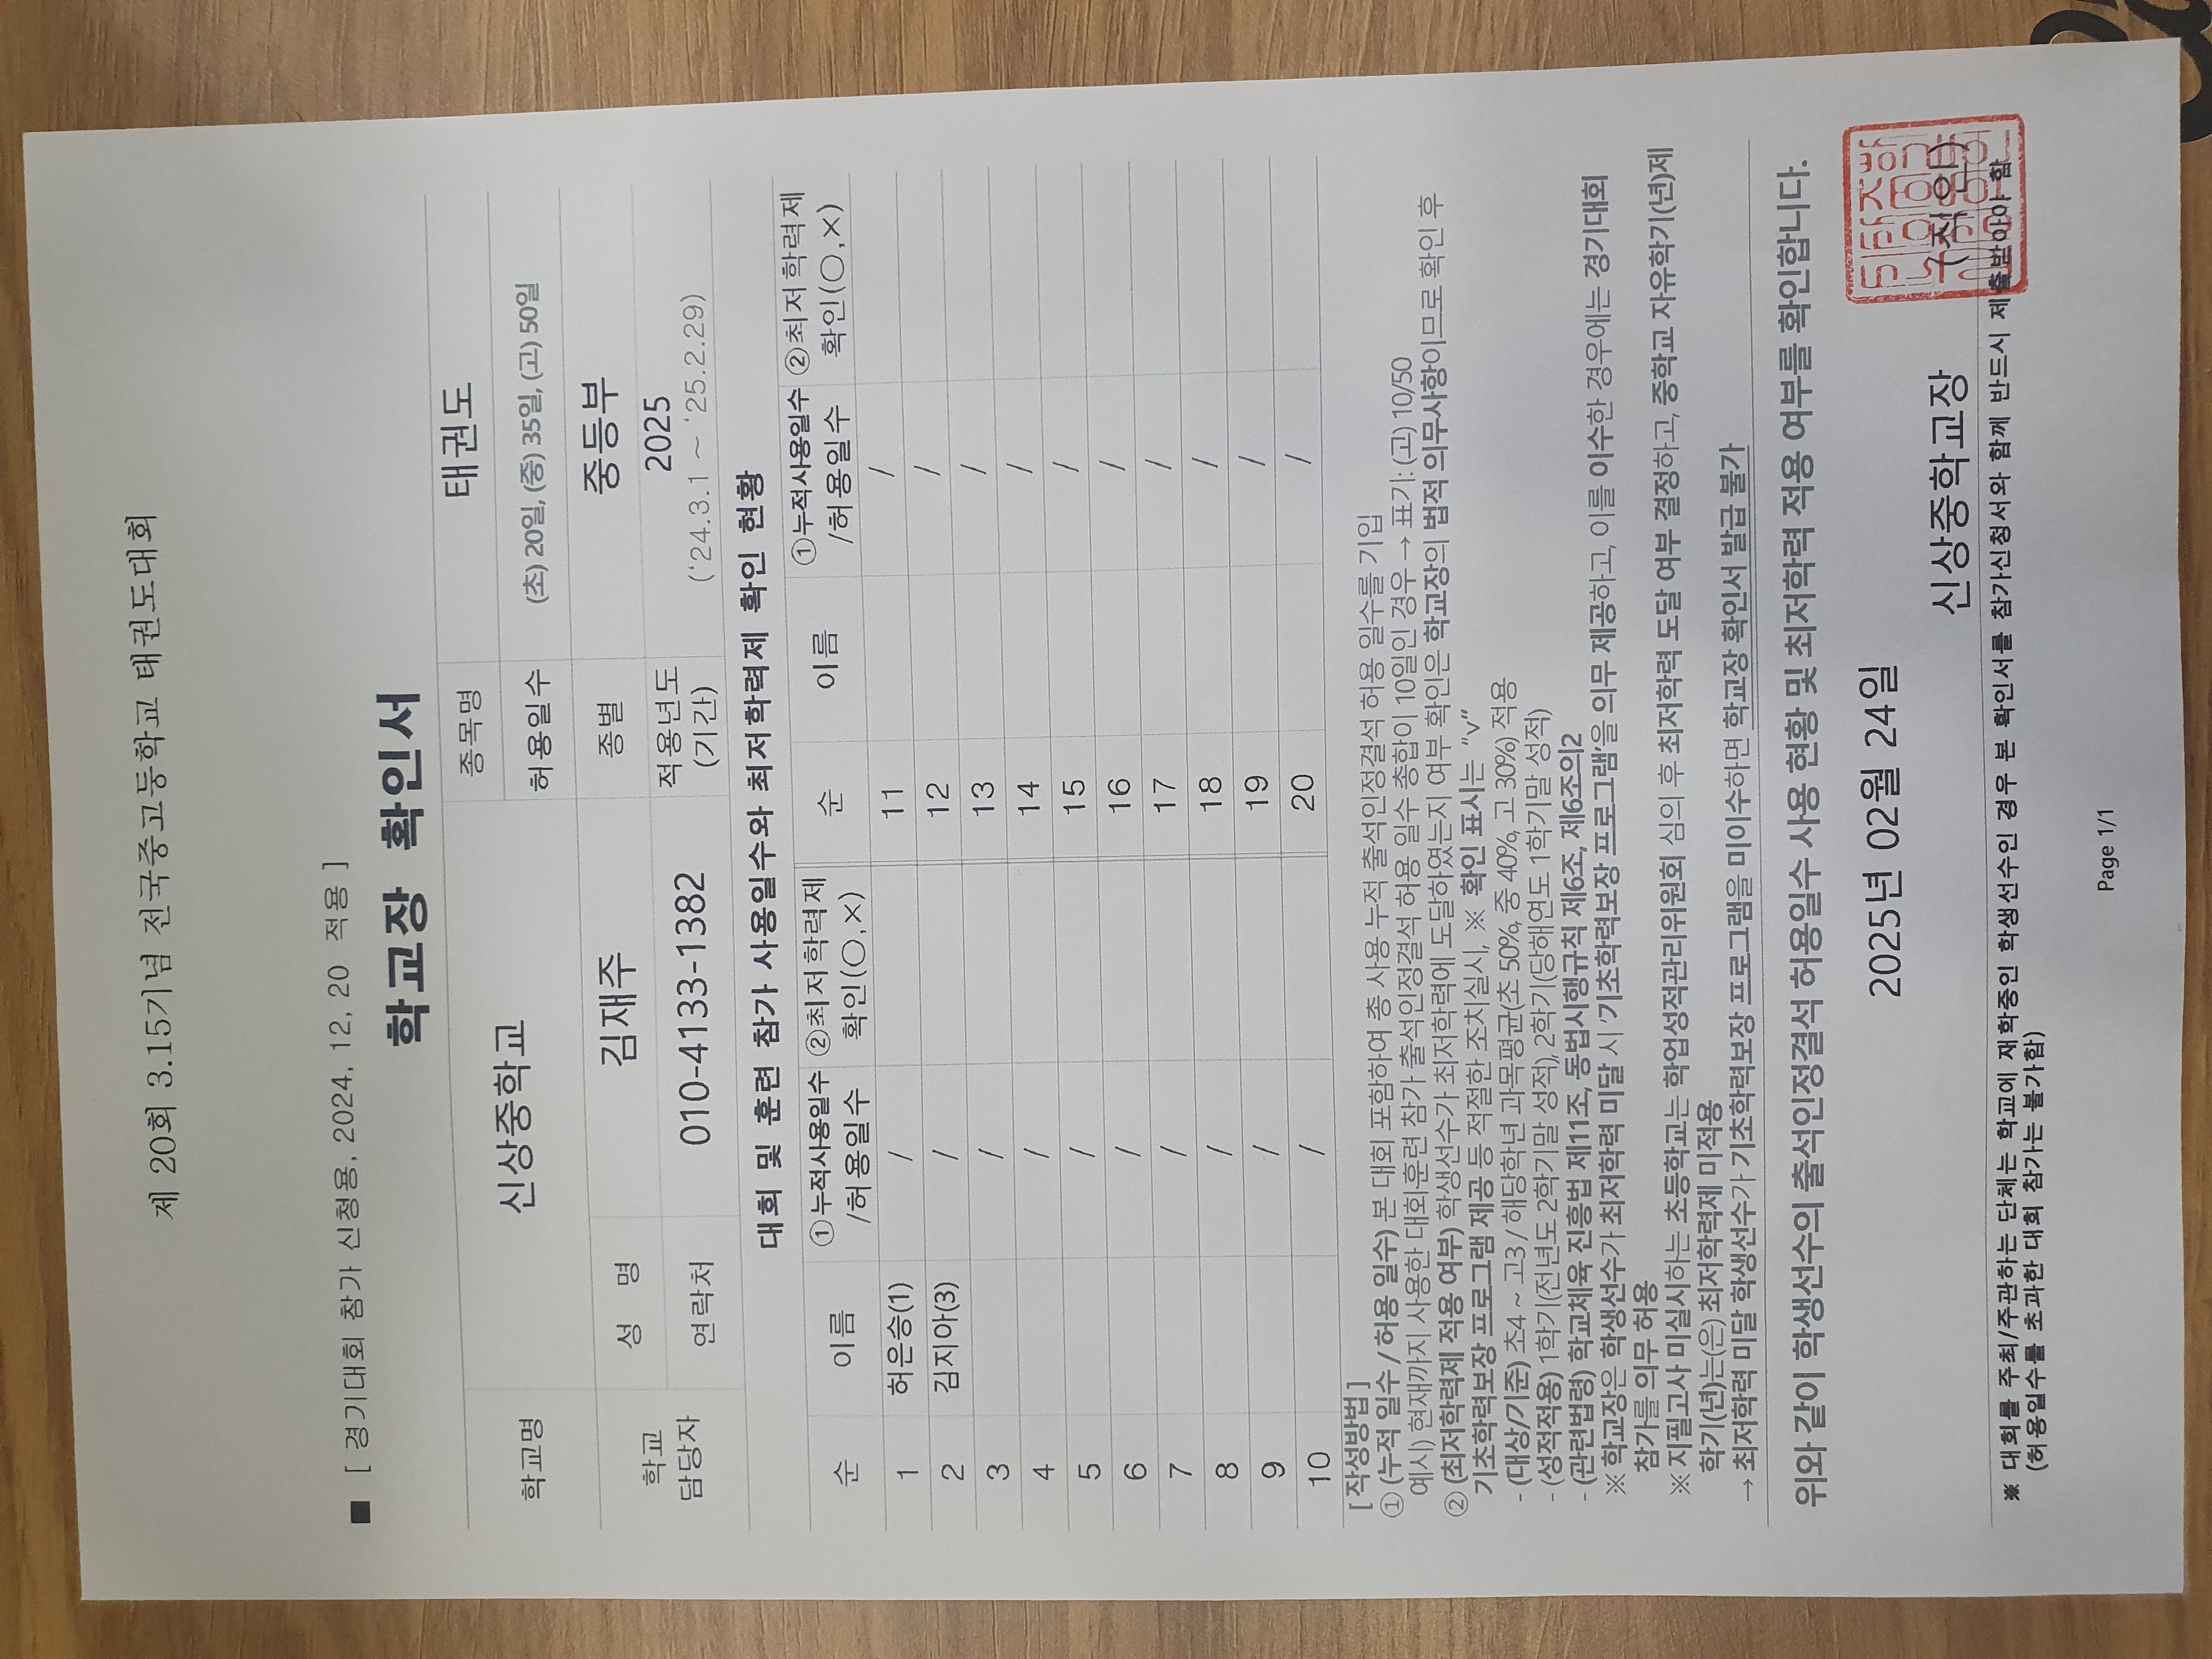 제 20회 3.15기념 전국중고등학교 태권도대회
■ [ 경기대회 참가 신청용, 2024, 12, 20 적용 ]
학교장 확인서
학교명 신상중학교 종목명 태권도
허용일수 (초) 20일, (중) 35일, (고) 50일
학교 담당자 성 명 김재주 종별 중등부
연락처 010-4133-1382 적용년도 (기간) 2025 ('24.3.1 ~ '25.2.29)
대회 및 훈련 참가 사용일수와 최저학력제 확인 현황
순 이름 ①누적사용일수 /허용일수 ②최저학력제 확인(○,×) 순 이름 ①누적사용일수 /허용일수 ②최저학력제 확인(○,×)
1 허은승(1) / 11 /
2 김지아(3) / 12 /
3 / 13 /
4 / 14 /
5 / 15 /
6 / 16 /
7 / 17 /
8 / 18 /
9 / 19 /
10 / 20 /
[ 작성방법 ]
① (누적 일수 / 허용 일수) 본 대회 포함하여 총 사용 누적 출석인정결석 허용 일수를 기입
예시) 현재까지 사용한 대회훈련 참가 출석인정결석 허용 일수 총합이 10일인 경우 → 표기: (고) 10/50
② (최저학력제 적용 여부) 학생선수가 최저학력에 도달하였는지 여부 확인은 학교장의 법적 의무사항이므로 확인 후
기초학력보장 프로그램 제공 등 적절한 조치실시, ※ 확인 표시는 "v"
- (대상/기준) 초4 ~ 고3 / 해당학년 과목평균(초 50%, 중 40%, 고 30%) 적용
- (성적적용) 1학기(전년도 2학기말 성적), 2학기(당해연도 1학기말 성적)
- (관련법령) 학교체육 진흥법 제11조, 동법시행규칙 제6조, 제6조의2
※ 학교장은 학생선수가 최저학력 미달 시 '기초학력보장 프로그램'을 의무 제공하고, 이를 이수한 경우에는 경기대회
참가를 의무 허용
※ 지필고사 미실시하는 초등학교는 학업성적관리위원회 심의 후 최저학력 도달 여부 결정하고, 중학교 자유학기(년)제
학기(년)는(은) 최저학력제 미적용
→ 최저학력 미달 학생선수가 기초학력보장 프로그램을 미이수하면 학교장 확인서 발급 불가
위와 같이 학생선수의 출석인정결석 허용일수 사용 현황 및 최저학력 적용 여부를 확인합니다.
2025년 02월 24일
신상중학교장 (직인)
※ 대회를 주최/주관하는 단체는 학교에 재학중인 학생선수인 경우 본 확인서를 참가신청서와 함께 반드시 제출받아야 함
(허용일수를 초과한 대회 참가는 불가함)
Page 1/1